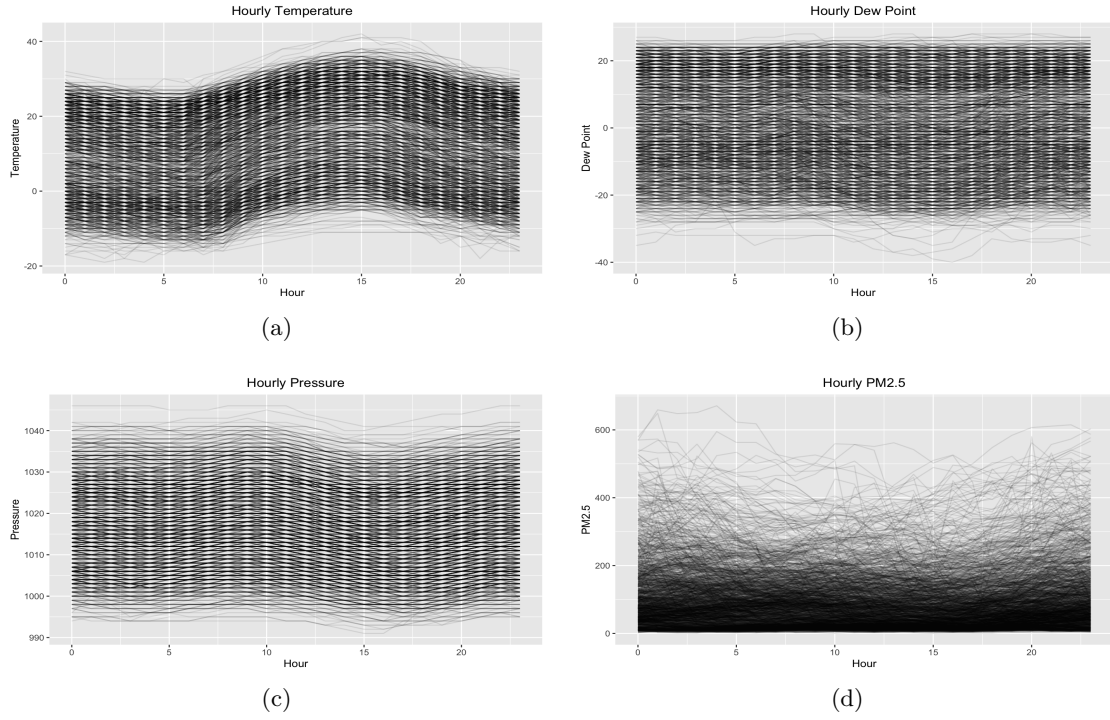 Hourly Temperature
40
20
0
-20
Temperature
0 5 10 15 20
Hour
(a)
Hourly Dew Point
20
0
-20
-40
Dew Point
0 5 10 15 20
Hour
(b)
Hourly Pressure
1040
1030
1020
1010
1000
990
Pressure
0 5 10 15 20
Hour
(c)
Hourly PM2.5
600
400
200
0
PM2.5
0 5 10 15 20
Hour
(d)